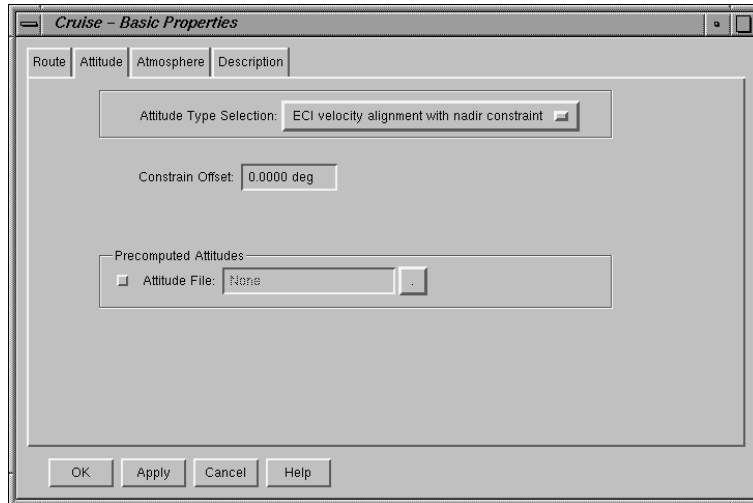 Cruise – Basic Properties
Route Attitude Atmosphere Description
Attitude Type Selection: ECI velocity alignment with nadir constraint
Constrain Offset: 0.0000 deg
Precomputed Attitudes
Attitude File: None .
OK Apply Cancel Help